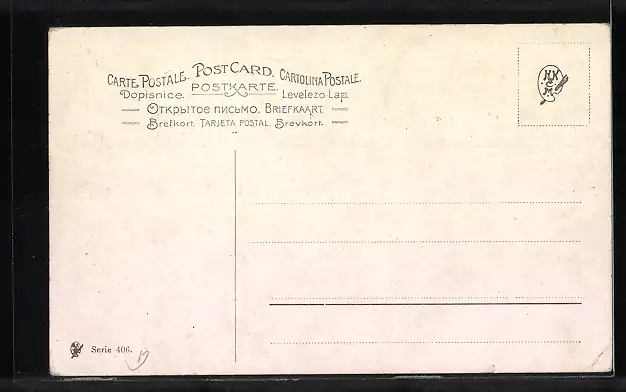 CARTE POSTALE. POST CARD. CARTOLINA POSTALE.
Dopisnice. POSTKARTE. Levelezo-Lap.
Открытое письмо. BRIEFKAART.
Brefkort. TARJETA POSTAL. Brevkort.
KK
M
Serie 406.